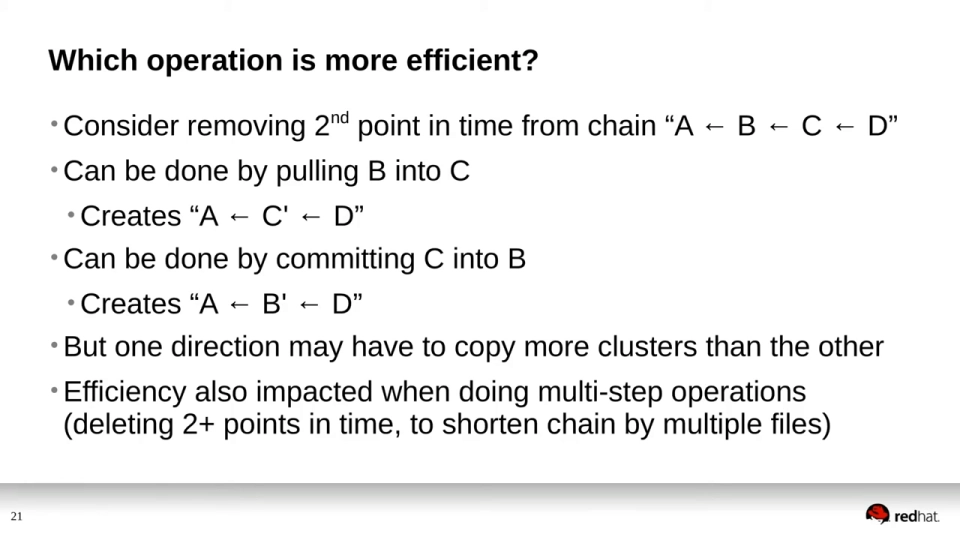 Which operation is more efficient?
•Consider removing 2nd point in time from chain “A ← B ← C ← D”
•Can be done by pulling B into C
•Creates “A ← C' ← D”
•Can be done by committing C into B
•Creates “A ← B' ← D”
•But one direction may have to copy more clusters than the other
•Efficiency also impacted when doing multi-step operations
(deleting 2+ points in time, to shorten chain by multiple files)
21
redhat.